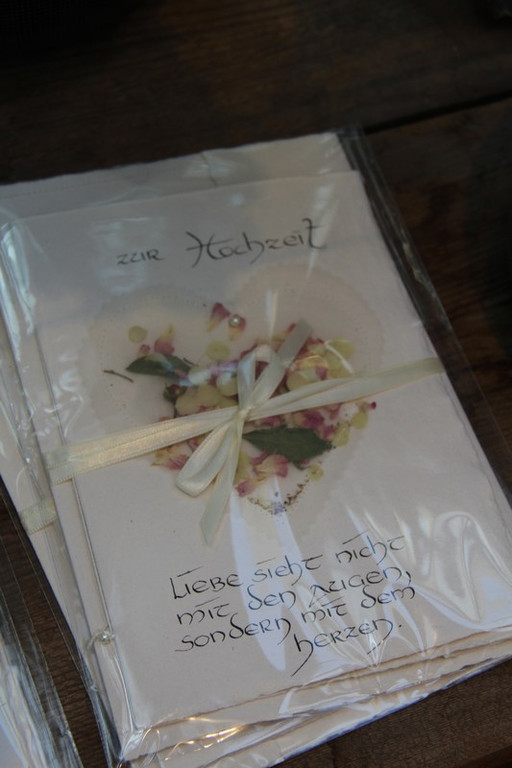 zur Hochzeit
Liebe sieht nicht
mit den Augen,
sondern mit dem
herzen.